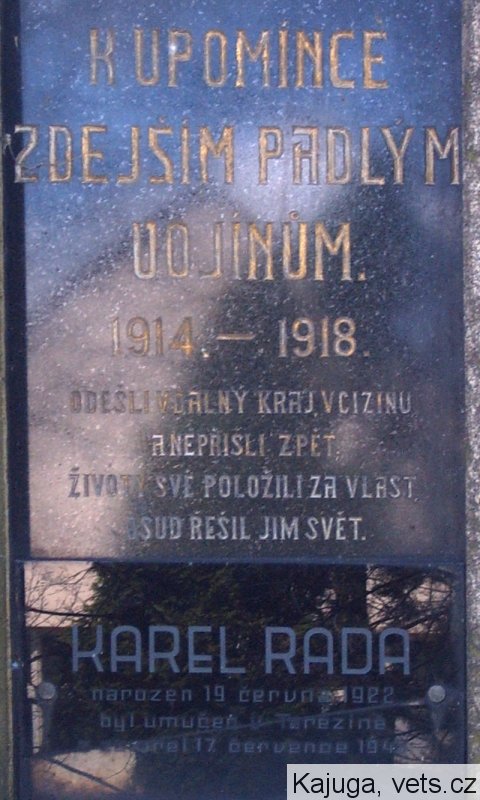 K UPOMÍNCE
ZDEJŠÍM PADLÝM
VOJÍNŮM.
1914. — 1918.
ODEŠLI V DALNÝ KRAJ, V CIZINU
A NEPŘIŠLI ZPĚT,
ŽIVOTY SVÉ POLOŽILI ZA VLAST,
OSUD ŘEŠIL JIM SVĚT.
KAREL RADA
narozen 19 června 1922
byl umučen v Terezíně
17. července
Kajuga, vets.cz